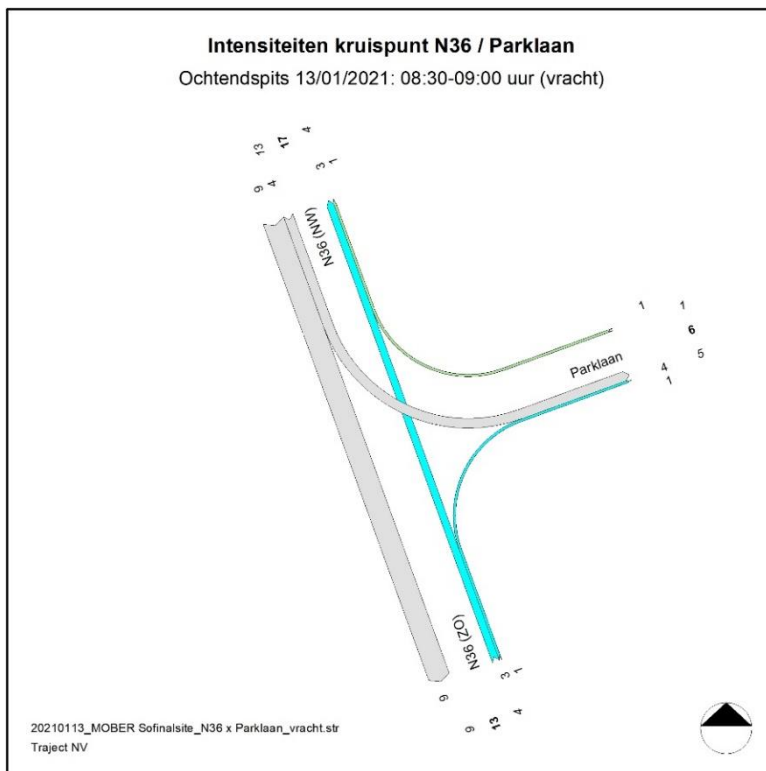 Intensiteiten kruispunt N36 / Parklaan
Ochtendspits 13/01/2021: 08:30-09:00 uur (vracht)
13 17 4
9 4 3 1
N36 (NW)
1 1
6
Parklaan
4 5
1
N36 (ZO)
9 3 1
9 13 4
20210113_MOBER Sofinalsite_N36 x Parklaan_vracht.str
Traject NV